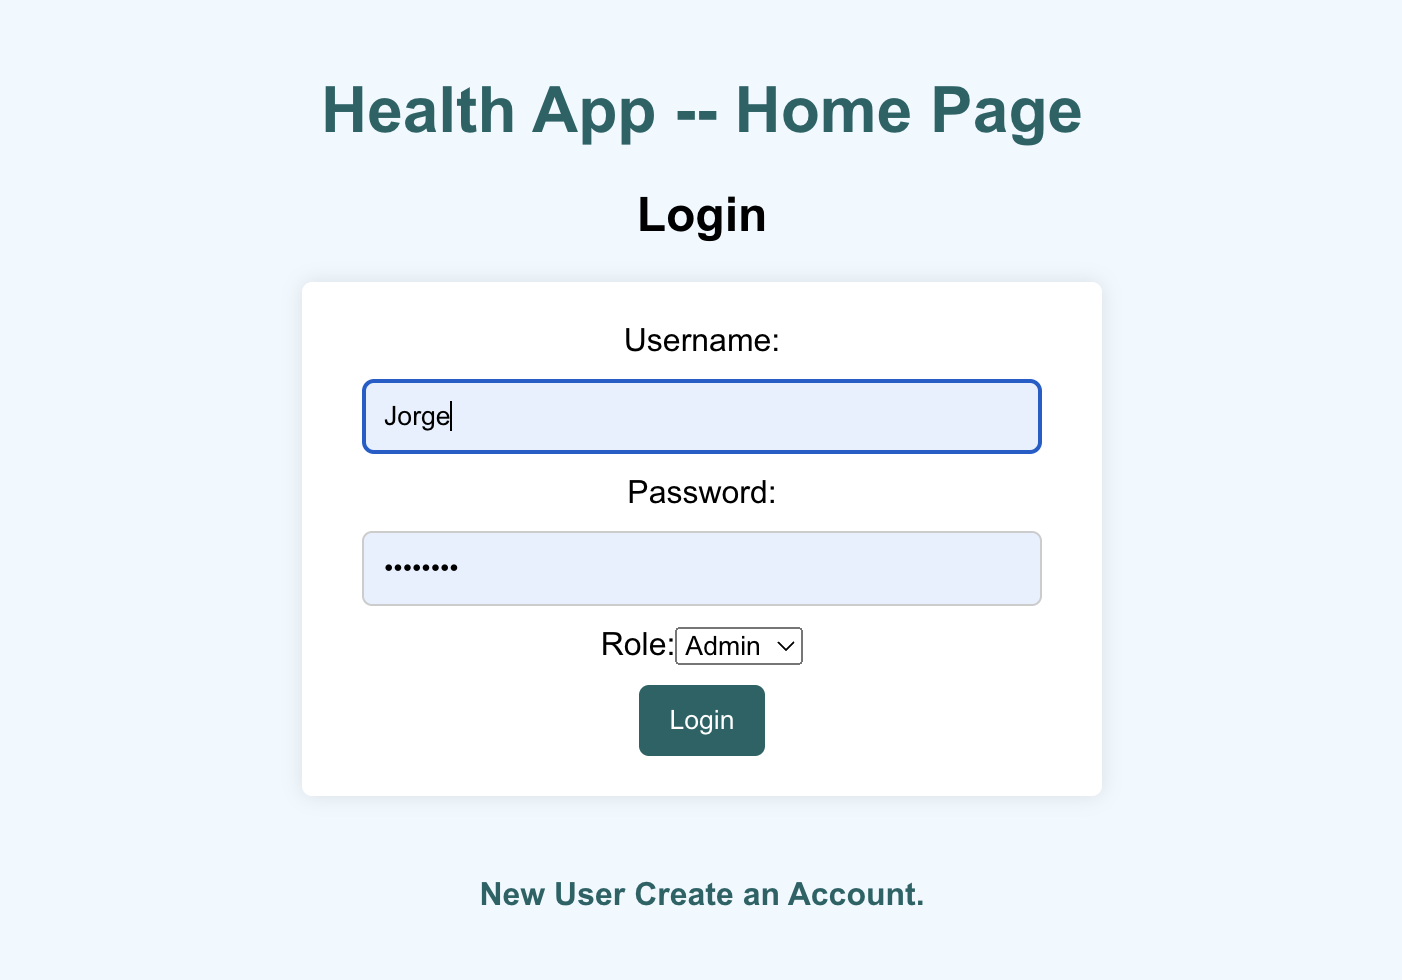 Health App -- Home Page
Login
Username:
Jorge
Password:
••••••••
Role: Admin
Login
New User Create an Account.